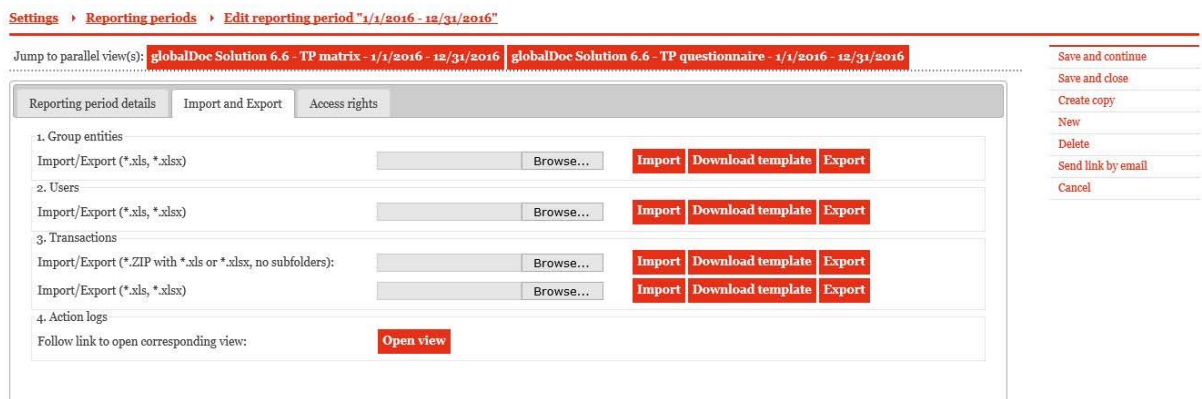 Settings › Reporting periods › Edit reporting period "1/1/2016 - 12/31/2016"
Jump to parallel view(s): globalDoc Solution 6.6 - TP matrix - 1/1/2016 - 12/31/2016 globalDoc Solution 6.6 - TP questionnaire - 1/1/2016 - 12/31/2016
Reporting period details Import and Export Access rights
1. Group entities
Import/Export (*.xls, *.xlsx) Browse... Import Download template Export
2. Users
Import/Export (*.xls, *.xlsx) Browse... Import Download template Export
3. Transactions
Import/Export (*.ZIP with *.xls or *.xlsx, no subfolders): Browse... Import Download template Export
Import/Export (*.xls, *.xlsx) Browse... Import Download template Export
4. Action logs
Follow link to open corresponding view: Open view
Save and continue
Save and close
Create copy
New
Delete
Send link by email
Cancel